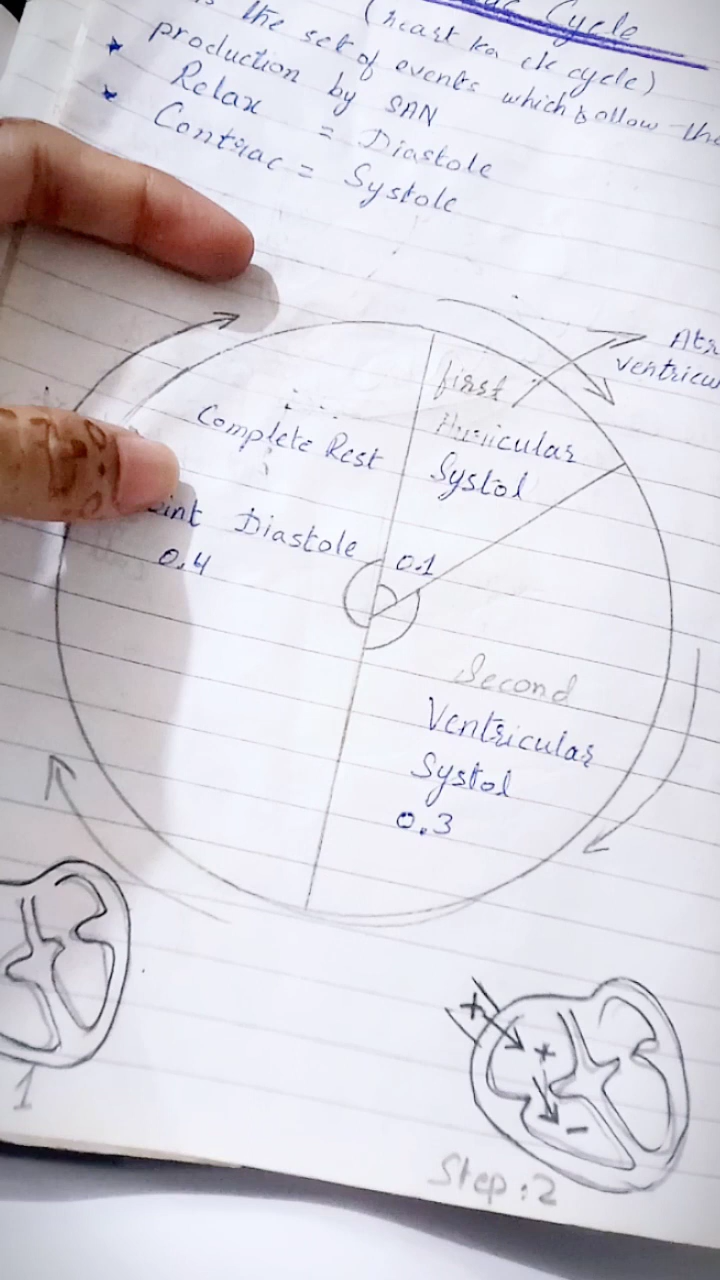 Cycle
(heart ka ek cycle)
the set of events which follow the
production by SAN
Relax = Diastole
Contrac = Systole
ventricu
first
Auricular
Systol
0.1
Complete Rest
Diastole
0.4
Second
Ventricular
Systol
0.3
+
+
-
1
Step:2